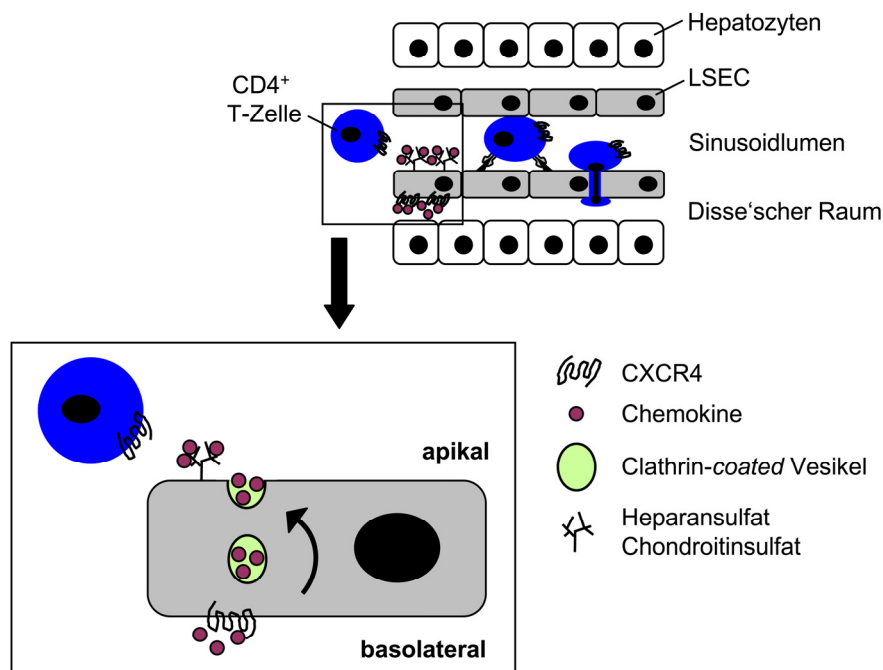 Hepatozyten
LSEC
CD4+
T-Zelle
Sinusoidlumen
Disse'scher Raum
apikal
basolateral
CXCR4
Chemokine
Clathrin-coated Vesikel
Heparansulfat
Chondroitinsulfat